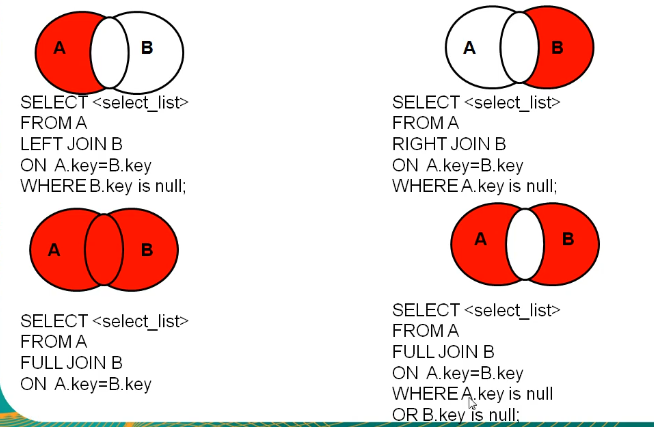 A B
SELECT <select_list>
FROM A
LEFT JOIN B
ON A.key=B.key
WHERE B.key is null;
A B
SELECT <select_list>
FROM A
RIGHT JOIN B
ON A.key=B.key
WHERE A.key is null;
A B
SELECT <select_list>
FROM A
FULL JOIN B
ON A.key=B.key
A B
SELECT <select_list>
FROM A
FULL JOIN B
ON A.key=B.key
WHERE A.key is null
OR B.key is null;